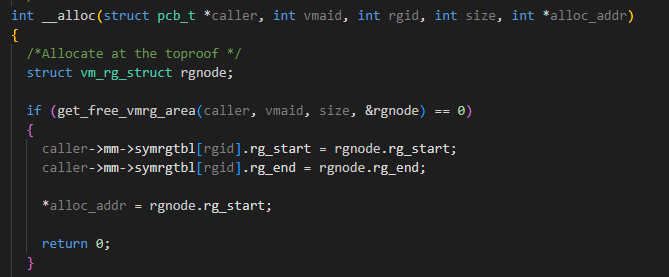 int __alloc(struct pcb_t *caller, int vmaid, int rgid, int size, int *alloc_addr)
{
  /*Allocate at the toproof */
  struct vm_rg_struct rgnode;

  if (get_free_vmrg_area(caller, vmaid, size, &rgnode) == 0)
  {
    caller->mm->symrgtbl[rgid].rg_start = rgnode.rg_start;
    caller->mm->symrgtbl[rgid].rg_end = rgnode.rg_end;

    *alloc_addr = rgnode.rg_start;

    return 0;
  }